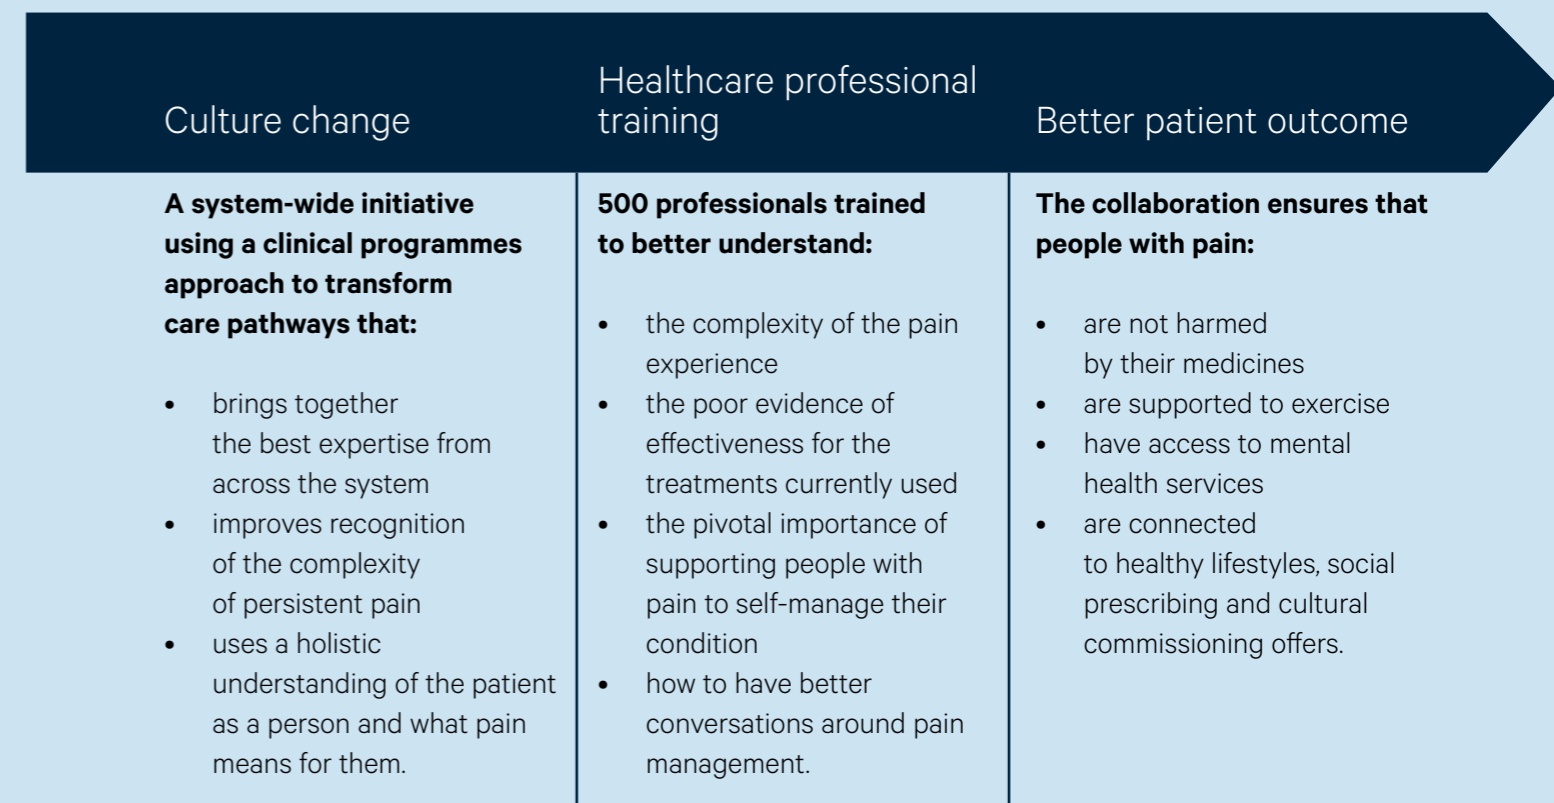 Culture change
Healthcare professional
training
Better patient outcome
A system-wide initiative
using a clinical programmes
approach to transform
care pathways that:
• brings together
the best expertise from
across the system
• improves recognition
of the complexity
of persistent pain
• uses a holistic
understanding of the patient
as a person and what pain
means for them.
500 professionals trained
to better understand:
• the complexity of the pain
experience
• the poor evidence of
effectiveness for the
treatments currently used
• the pivotal importance of
supporting people with
pain to self-manage their
condition
• how to have better
conversations around pain
management.
The collaboration ensures that
people with pain:
• are not harmed
by their medicines
• are supported to exercise
• have access to mental
health services
• are connected
to healthy lifestyles, social
prescribing and cultural
commissioning offers.